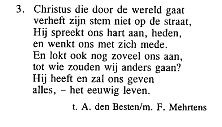 3. Christus die door de wereld gaat
verheft zijn stem niet op de straat,
Hij spreekt ons hart aan, heden,
en wenkt ons met zich mede.
En lokt ook nog zoveel ons aan,
tot wie zouden wij anders gaan?
Hij heeft en zal ons geven
alles, – het eeuwig leven.
t. A. den Besten/m. F. Mehrtens